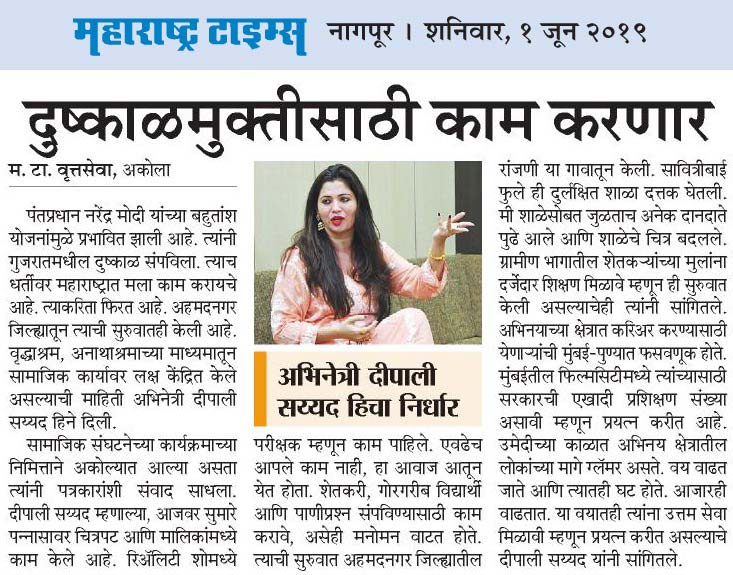 महाराष्ट्र टाइम्स नागपूर । शनिवार, १ जून २०१९
दुष्काळमुक्तीसाठी काम करणार
म. टा. वृत्तसेवा, अकोला
पंतप्रधान नरेंद्र मोदी यांच्या बहुतांश
योजनांमुळे प्रभावित झाली आहे. त्यांनी
गुजरातमधील दुष्काळ संपविला. त्याच
धर्तीवर महाराष्ट्रात मला काम करायचे
आहे. त्याकरिता फिरत आहे. अहमदनगर
जिल्ह्यातून त्याची सुरुवातही केली आहे.
वृद्धाश्रम, अनाथाश्रमाच्या माध्यमातून
सामाजिक कार्यावर लक्ष केंद्रित केले
असल्याची माहिती अभिनेत्री दीपाली
सय्यद हिने दिली.
सामाजिक संघटनेच्या कार्यक्रमाच्या
निमित्ताने अकोल्यात आल्या असता
त्यांनी पत्रकारांशी संवाद साधला.
दीपाली सय्यद म्हणाल्या, आजवर सुमारे
पन्नासावर चित्रपट आणि मालिकांमध्ये
काम केले आहे. रिअॅलिटी शोमध्ये
अभिनेत्री दीपाली
सय्यद हिचा निर्धार
परीक्षक म्हणून काम पाहिले. एवढेच
आपले काम नाही, हा आवाज आतून
येत होता. शेतकरी, गोरगरीब विद्यार्थी
आणि पाणीप्रश्न संपविण्यासाठी काम
करावे, असेही मनोमन वाटत होते.
त्याची सुरुवात अहमदनगर जिल्ह्यातील
रांजणी या गावातून केली. सावित्रीबाई
फुले ही दुर्लक्षित शाळा दत्तक घेतली.
मी शाळेसोबत जुळताच अनेक दानदाते
पुढे आले आणि शाळेचे चित्र बदलले.
ग्रामीण भागातील शेतकऱ्यांच्या मुलांना
दर्जेदार शिक्षण मिळावे म्हणून ही सुरुवात
केली असल्याचेही त्यांनी सांगितले.
अभिनयाच्या क्षेत्रात करिअर करण्यासाठी
येणाऱ्यांची मुंबई-पुण्यात फसवणूक होते.
मुंबईतील फिल्मसिटीमध्ये त्यांच्यासाठी
सरकारची एखादी प्रशिक्षण संख्या
असावी म्हणून प्रयत्न करीत आहे.
उमेदीच्या काळात अभिनय क्षेत्रातील
लोकांच्या मागे ग्लॅमर असते. वय वाढत
जाते आणि त्यातही घट होते. आजारही
वाढतात. या वयातही त्यांना उत्तम सेवा
मिळावी म्हणून प्रयत्न करीत असल्याचे
दीपाली सय्यद यांनी सांगितले.